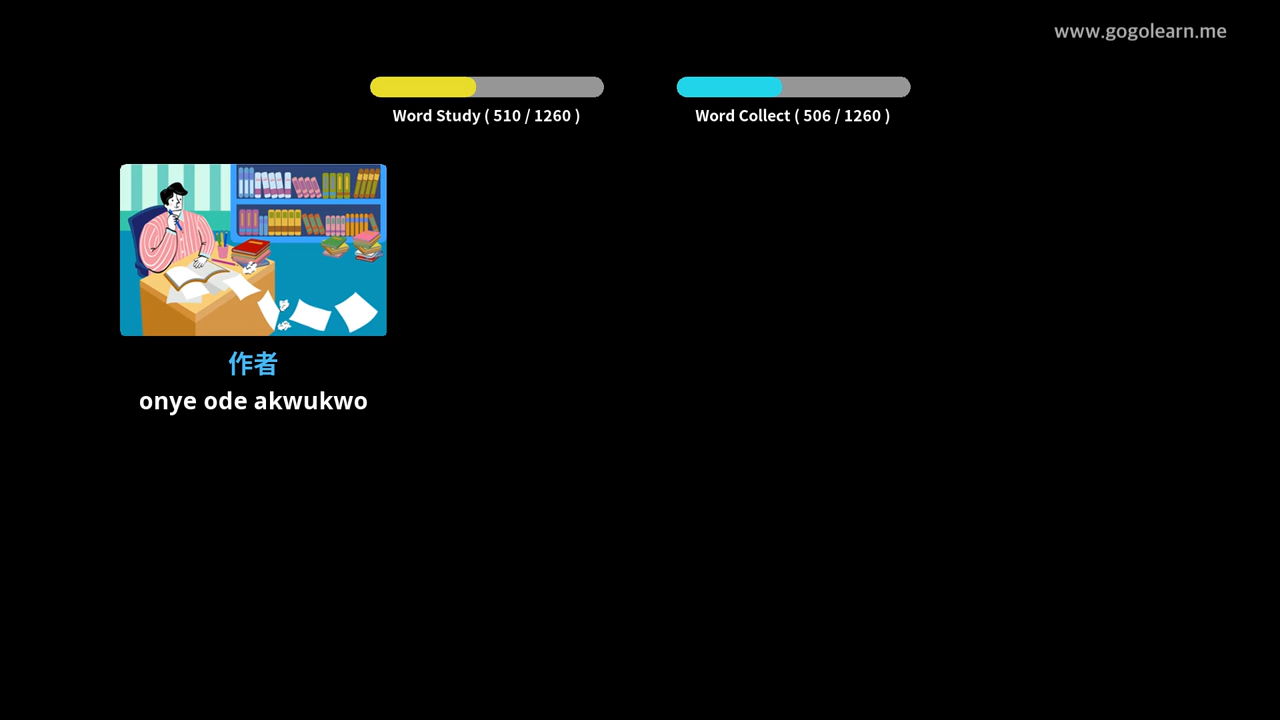 www.gogolearn.me
Word Study ( 510 / 1260 )
Word Collect ( 506 / 1260 )
作者
onye ode akwukwo